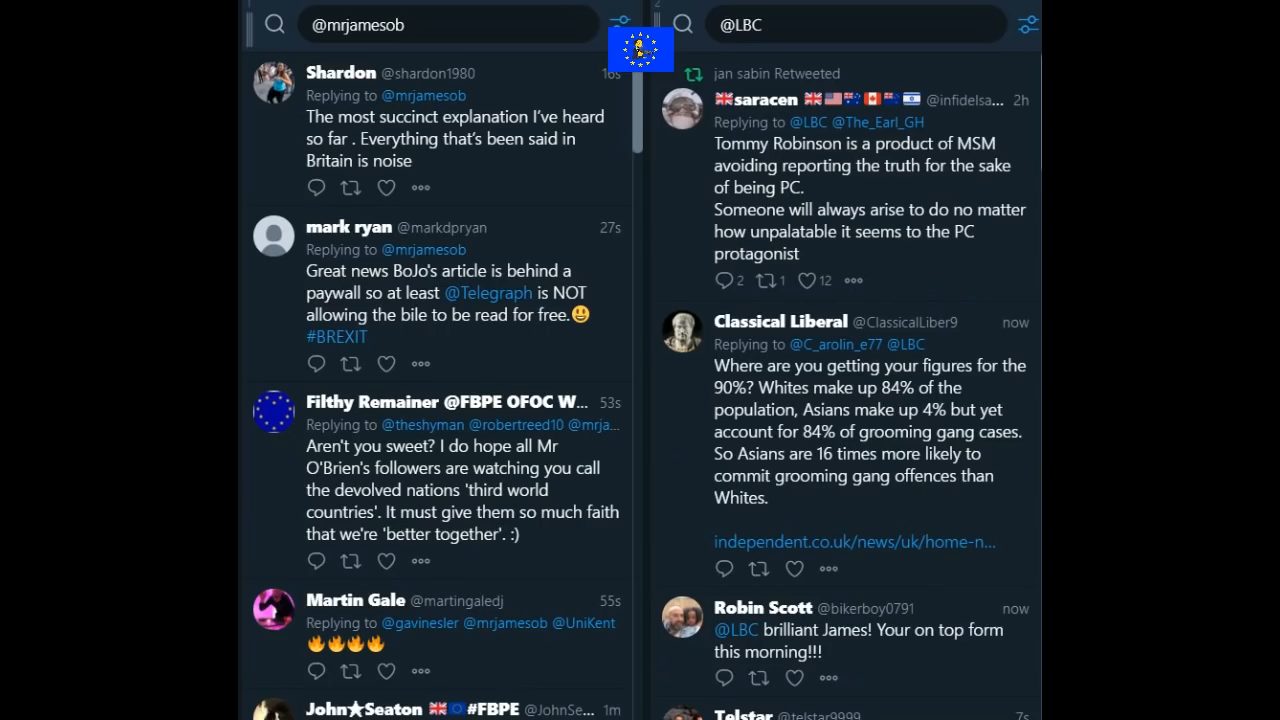 1
@mrjamesob
Shardon @shardon1980 16s
Replying to @mrjamesob
The most succinct explanation I've heard
so far . Everything that's been said in
Britain is noise
mark ryan @markdpryan 27s
Replying to @mrjamesob
Great news BoJo's article is behind a
paywall so at least @Telegraph is NOT
allowing the bile to be read for free.😃
#BREXIT
Filthy Remainer @FBPE OFOC W... 53s
Replying to @theshyman @robertreed10 @mrja...
Aren't you sweet? I do hope all Mr
O'Brien's followers are watching you call
the devolved nations 'third world
countries'. It must give them so much faith
that we're 'better together'. :)
Martin Gale @martingaledj 55s
Replying to @gavinesler @mrjamesob @UniKent
🔥🔥🔥🔥
John★Seaton 🇬🇧🇪🇺#FBPE @JohnSe... 1m
2
@LBC
jan sabin Retweeted
🇬🇧saracen 🇬🇧🇺🇸🇦🇺🇨🇦🇳🇿🇮🇱 @infidelsa... 2h
Replying to @LBC @The_Earl_GH
Tommy Robinson is a product of MSM
avoiding reporting the truth for the sake
of being PC.
Someone will always arise to do no matter
how unpalatable it seems to the PC
protagonist
2 1 12
Classical Liberal @ClassicalLiber9 now
Replying to @C_arolin_e77 @LBC
Where are you getting your figures for the
90%? Whites make up 84% of the
population, Asians make up 4% but yet
account for 84% of grooming gang cases.
So Asians are 16 times more likely to
commit grooming gang offences than
Whites.
independent.co.uk/news/uk/home-n...
Robin Scott @bikerboy0791 now
@LBC brilliant James! Your on top form
this morning!!!
Telstar @telstar9999 7s